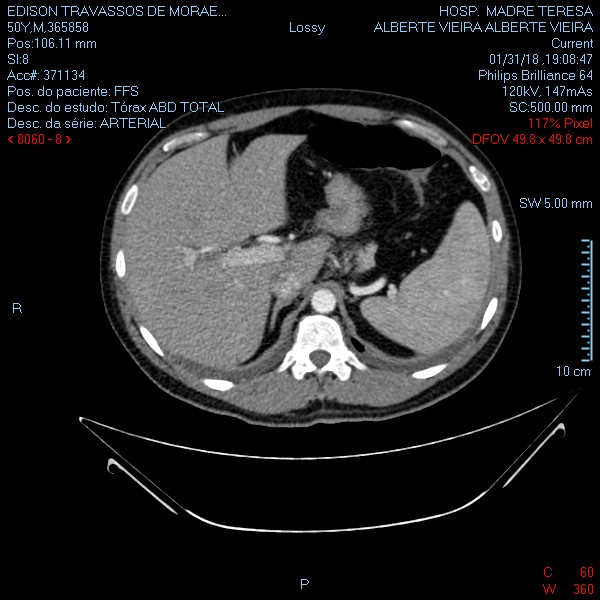 EDISON TRAVASSOS DE MORAE...
50Y,M,365858
Pos:106.11 mm
SI:8
Acc#: 371134
Pos. do paciente: FFS
Desc. do estudo: Tórax ABD TOTAL
Desc. da série: ARTERIAL
< 8060 - 8 >
Lossy
HOSP. MADRE TERESA
ALBERTE VIEIRA ALBERTE VIEIRA
Current
01/31/18 ,19:08:47
Philips Brilliance 64
120kV, 147mAs
SC:500.00 mm
117% Pixel
DFOV 49.8 x 49.8 cm
SW 5.00 mm
R
10 cm
P
C 60
W 360